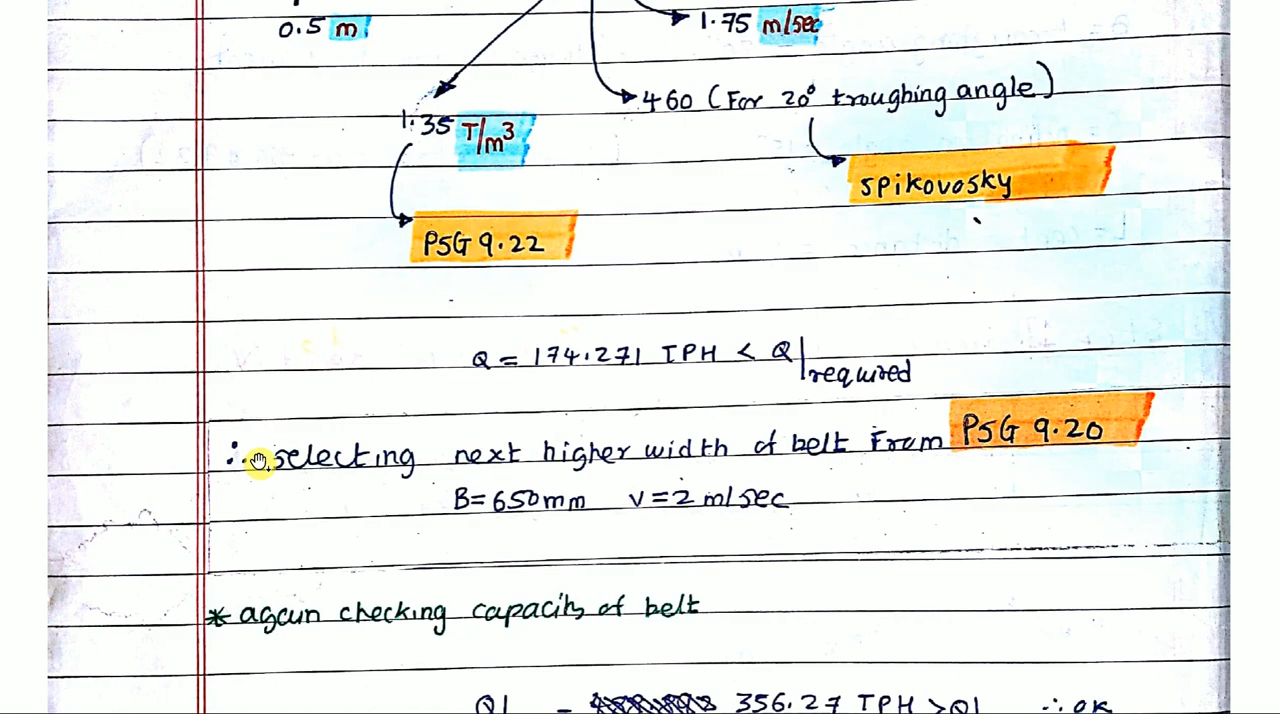 0.5 m
1.75 m/sec
460 (For 20° troughing angle)
1.35 T/m³
Spikovosky
PSG 9.22
Q = 174.271 TPH < Q|required
∴ selecting next higher width of belt From PSG 9.20
B=650mm V=2 m/sec
* again checking capacity of belt
Q| = 356.27 TPH > Q| ∴ OK